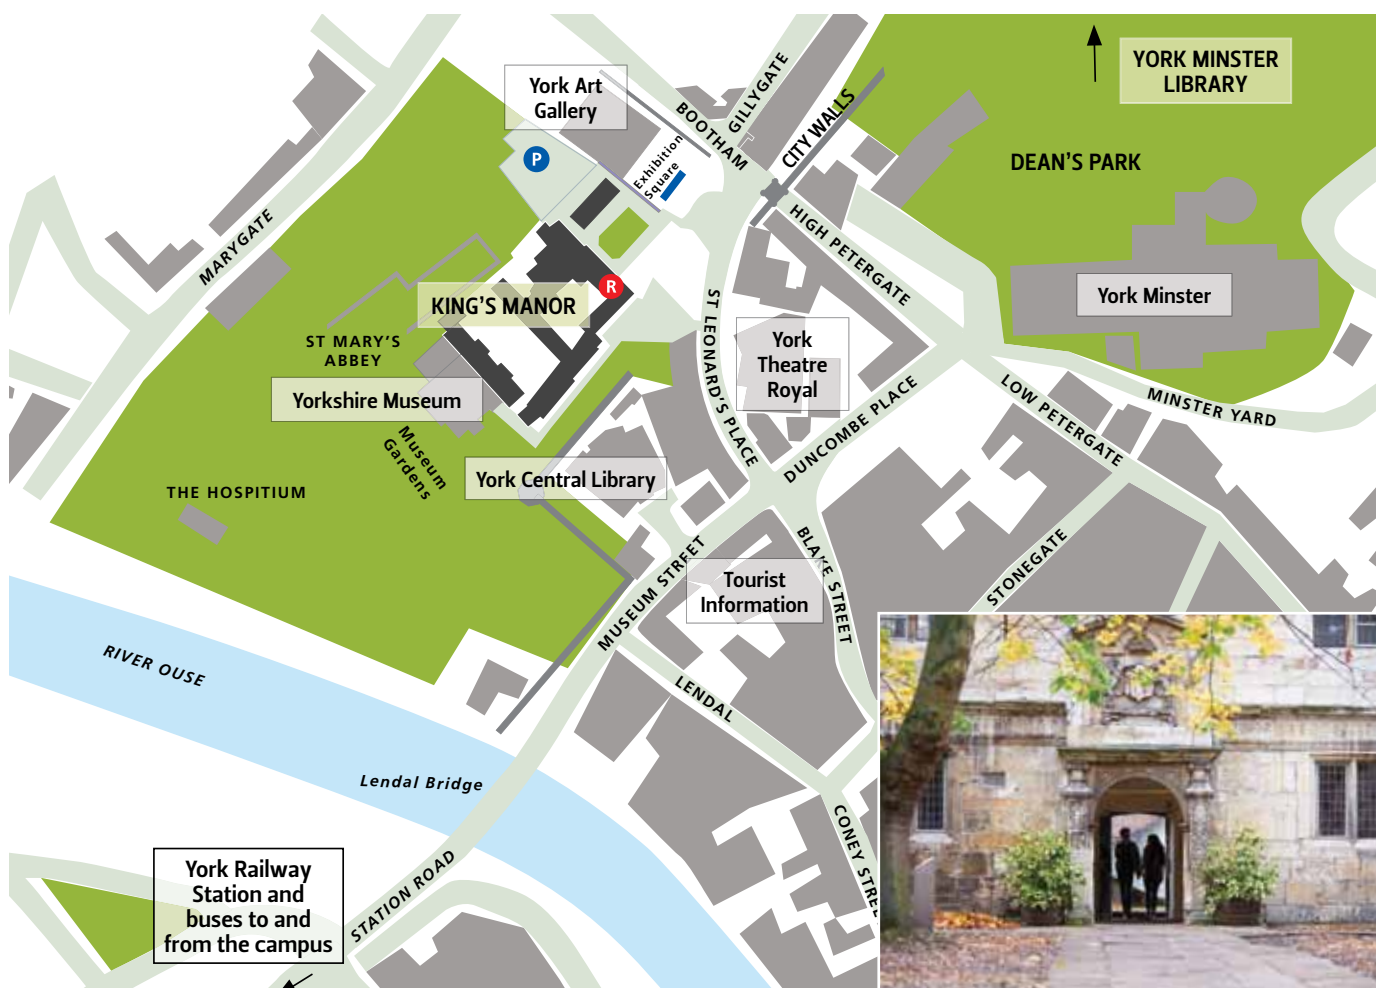 York Art
Gallery
P
Exhibition
Square
BOOTHAM
GILLYGATE
CITY WALLS
YORK MINSTER
LIBRARY
DEAN'S PARK
York Minster
MARYGATE
HIGH PETERGATE
KING'S MANOR
R
ST MARY'S
ABBEY
Yorkshire Museum
Museum
Gardens
ST LEONARD'S PLACE
York
Theatre
Royal
DUNCOMBE PLACE
LOW PETERGATE
MINSTER YARD
THE HOSPITIUM
York Central Library
MUSEUM STREET
Tourist
Information
BLAKE STREET
STONEGATE
RIVER OUSE
LENDAL
Lendal Bridge
CONEY STREE
STATION ROAD
York Railway
Station and
buses to and
from the campus